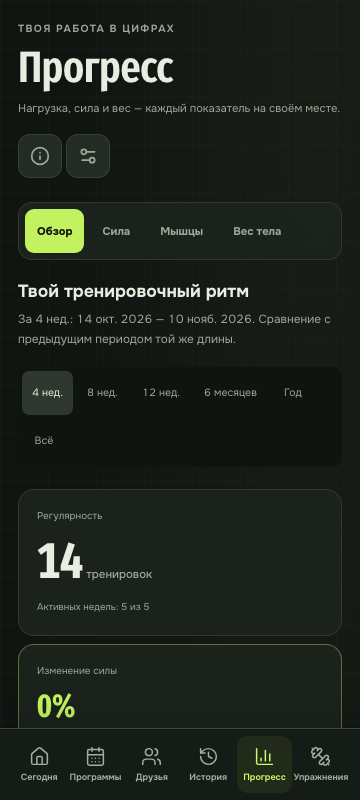 ТВОЯ РАБОТА В ЦИФРАХ
Прогресс
Нагрузка, сила и вес — каждый показатель на своём месте.
Обзор Сила Мышцы Вес тела
Твой тренировочный ритм
За 4 нед.: 14 окт. 2026 — 10 нояб. 2026. Сравнение с
предыдущим периодом той же длины.
4 нед. 8 нед. 12 нед. 6 месяцев Год
Всё
Регулярность
14 тренировок
Активных недель: 5 из 5
Изменение силы
0%
Сегодня Программы Друзья История Прогресс Упражнения